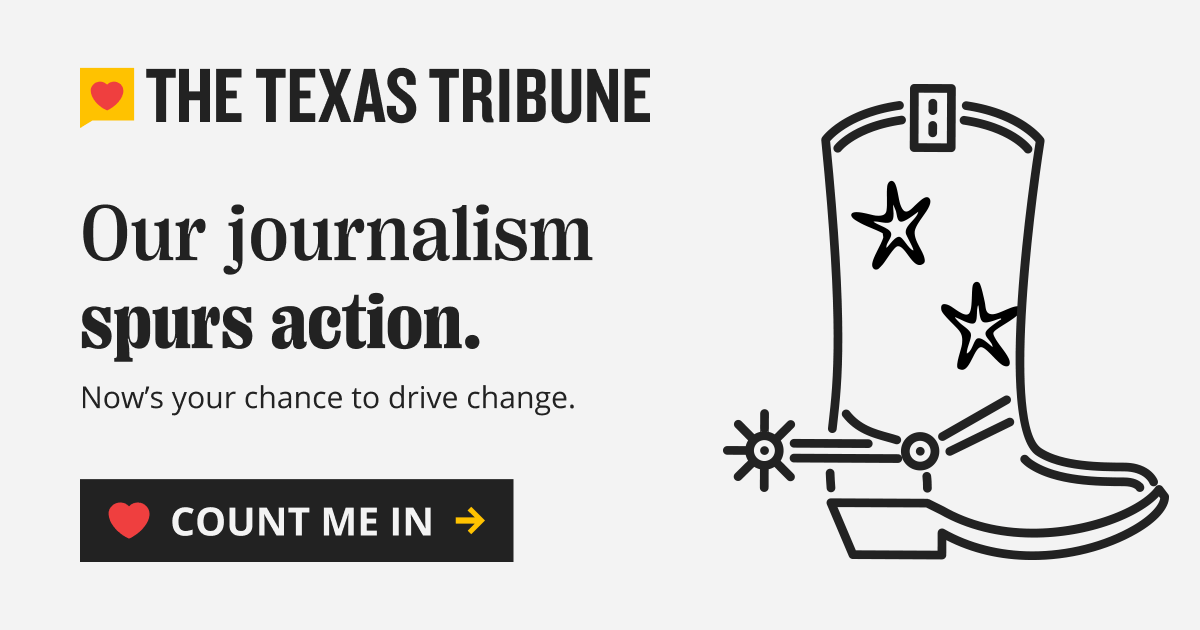 THE TEXAS TRIBUNE
Our journalism
spurs action.
Now’s your chance to drive change.
COUNT ME IN